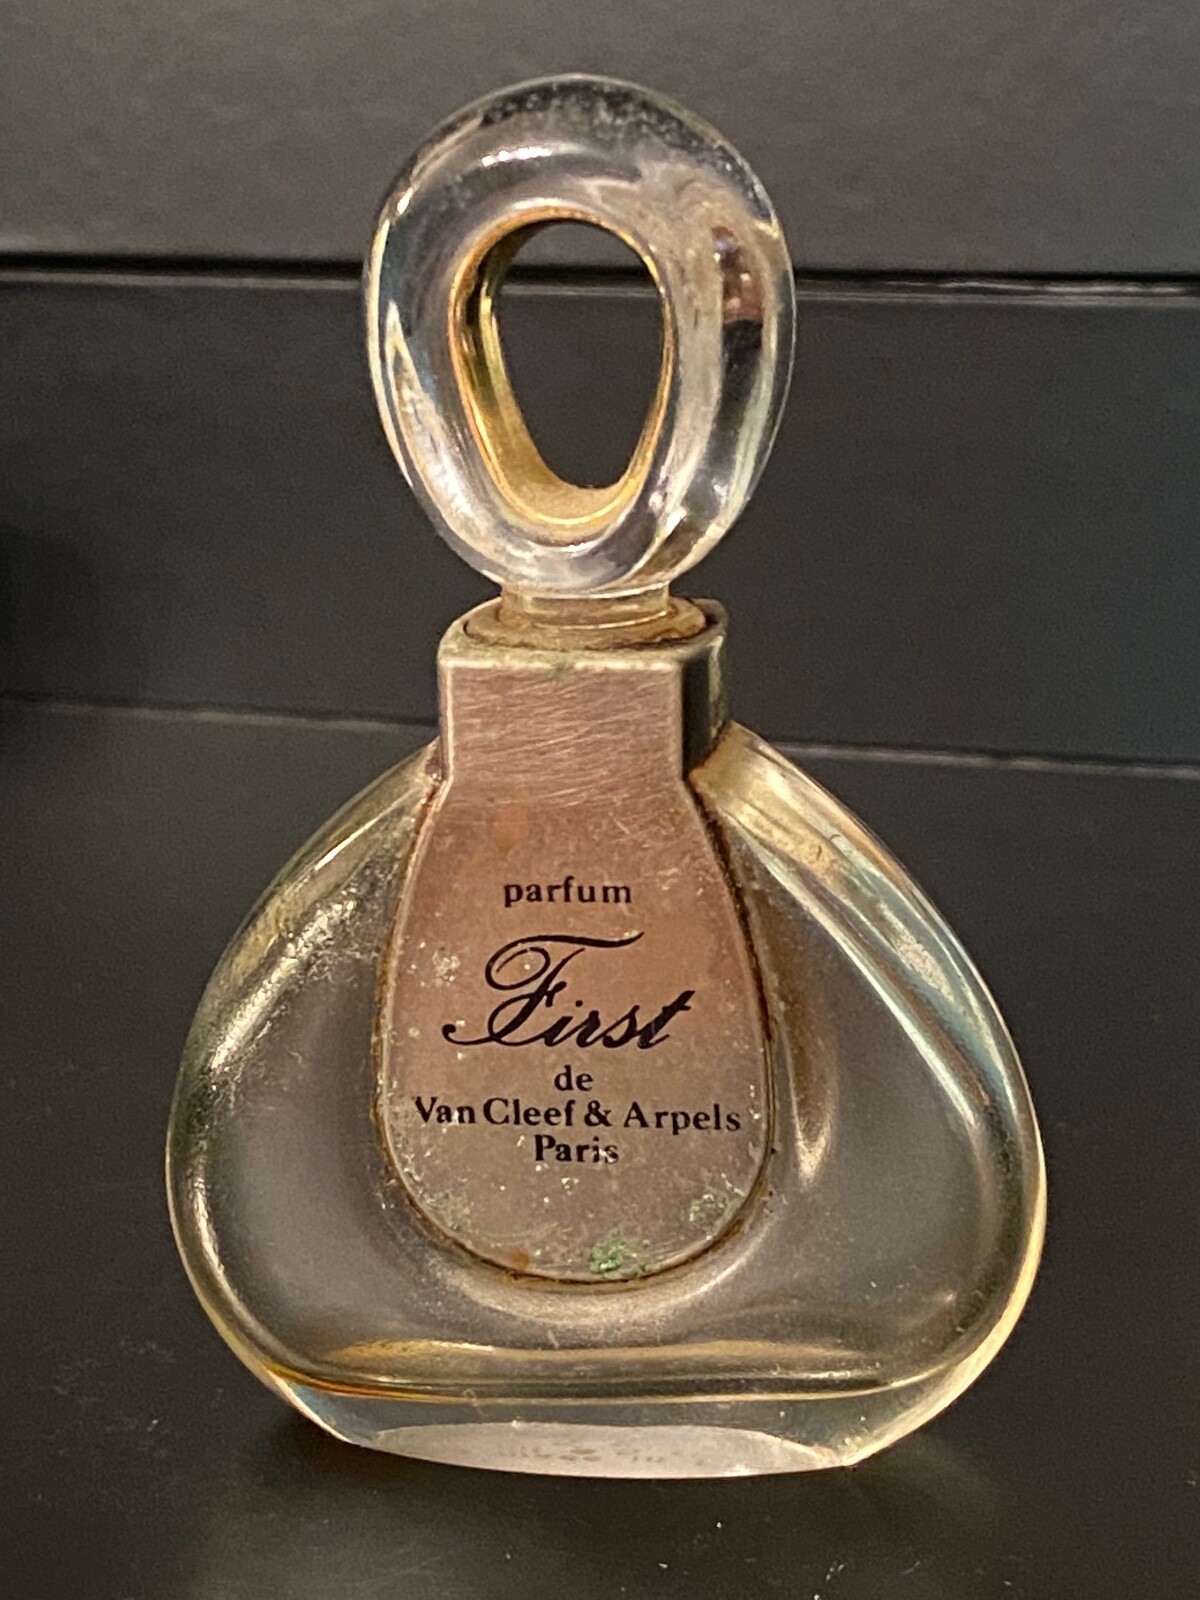 parfum
First
de
Van Cleef & Arpels
Paris